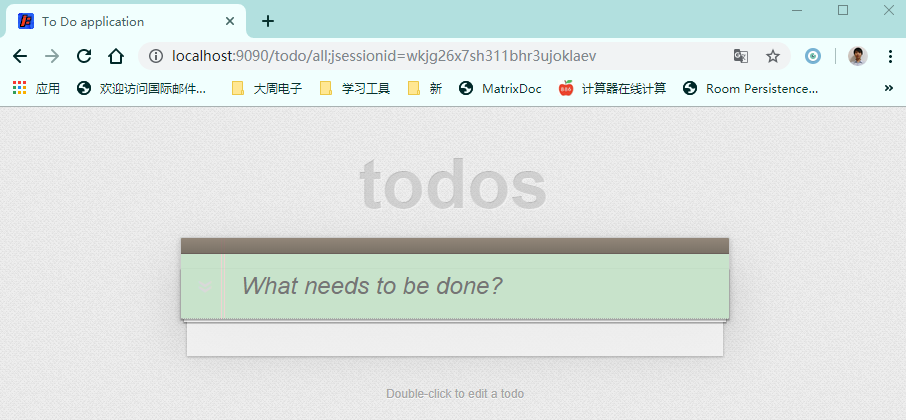 To Do application
localhost:9090/todo/all;jsessionid=wkjg26x7sh311bhr3ujoklaev
应用 欢迎访问国际邮件... 大周电子 学习工具 新 MatrixDoc 计算器在线计算 Room Persistence... »
todos
What needs to be done?
Double-click to edit a todo